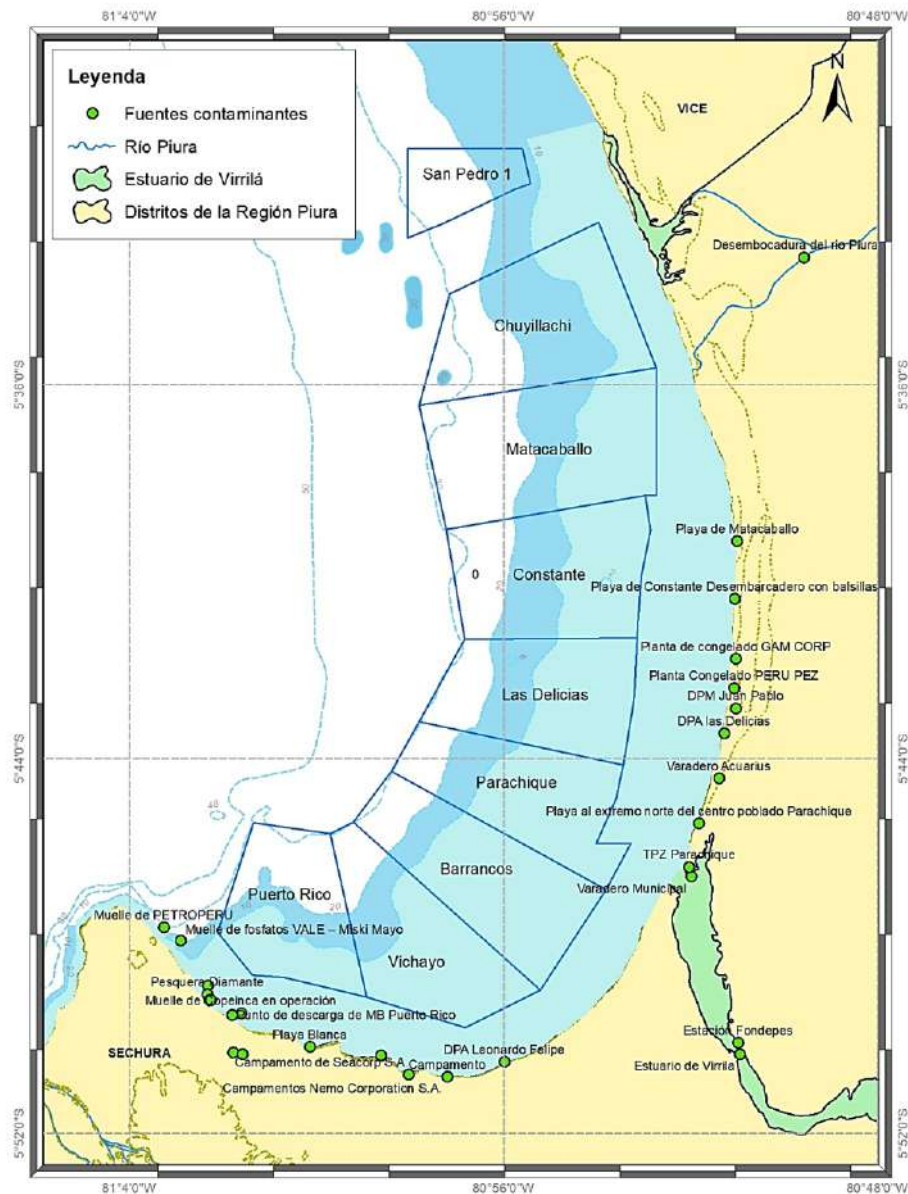 81°4'0"W
80°56'0"W
80°48'0"W
Leyenda
Fuentes contaminantes
Río Piura
Estuario de Virrilá
Distritos de la Región Piura
N
VICE
10
San Pedro 1
Desembocadura del río Piura
Chuyillachi
5°36'0"S
5°36'0"S
Matacaballo
50
Playa de Matacaballo
0
Constante
20
Playa de Constante Desembarcadero con balsillas
Planta de congelado GAM CORP
Planta Congelado PERU PEZ
Las Delicias
DPM Juan Pablo
DPA las Delicias
5°44'0"S
5°44'0"S
Varadero Acuarius
Parachique
40
Playa al extremo norte del centro poblado Parachique
Barrancos
TPZ Parachique
Puerto Rico
Varadero Municipal
20
Muelle de PETROPERU
Muelle de fosfatos VALE – Miski Mayo
Vichayo
Pesquera Diamante
Muelle de Copeinca en operación
Punto de descarga de MB Puerto Rico
Estación Fondepes
Playa Blanca
SECHURA
DPA Leonardo Felipe
Campamento de Seacorp S.A.
Campamento
Estuario de Virrila
Campamentos Nemo Corporation S.A.
5°52'0"S
5°52'0"S
81°4'0"W
80°56'0"W
80°48'0"W